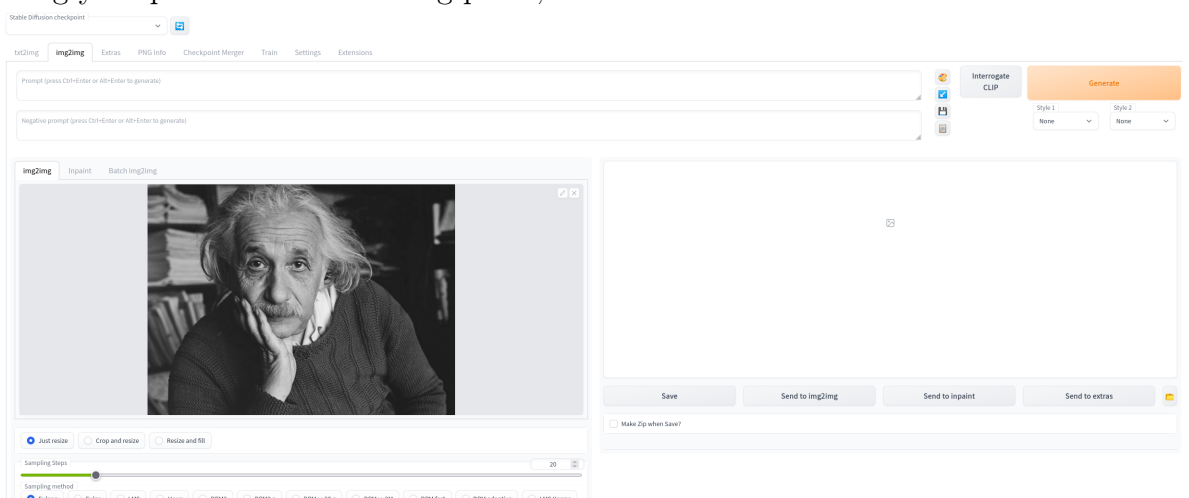 Stable Diffusion checkpoint
txt2img img2img Extras PNG Info Checkpoint Merger Train Settings Extensions
Prompt (press Ctrl+Enter or Alt+Enter to generate)
Interrogate CLIP
Generate
Style 1 Style 2
None None
Negative prompt (press Ctrl+Enter or Alt+Enter to generate)
img2img Inpaint Batch img2img
Save Send to img2img Send to inpaint Send to extras
Make Zip when Save?
Just resize Crop and resize Resize and fill
Sampling Steps 20
Sampling method